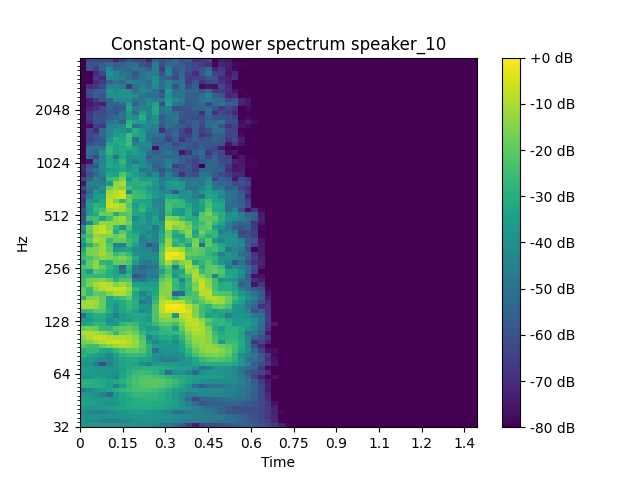 Constant-Q power spectrum speaker_10
Hz
2048
1024
512
256
128
64
32
0 0.15 0.3 0.45 0.6 0.75 0.9 1.1 1.2 1.4
Time
+0 dB
-10 dB
-20 dB
-30 dB
-40 dB
-50 dB
-60 dB
-70 dB
-80 dB